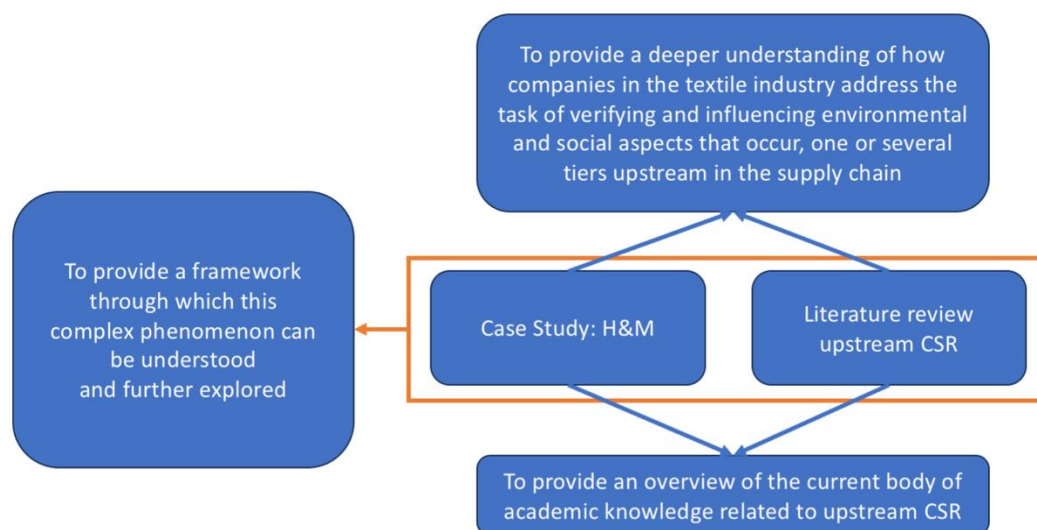 To provide a deeper understanding of how
companies in the textile industry address the
task of verifying and influencing environmental
and social aspects that occur, one or several
tiers upstream in the supply chain
To provide a framework
through which this
complex phenomenon can
be understood
and further explored
Case Study: H&M
Literature review
upstream CSR
To provide an overview of the current body of
academic knowledge related to upstream CSR